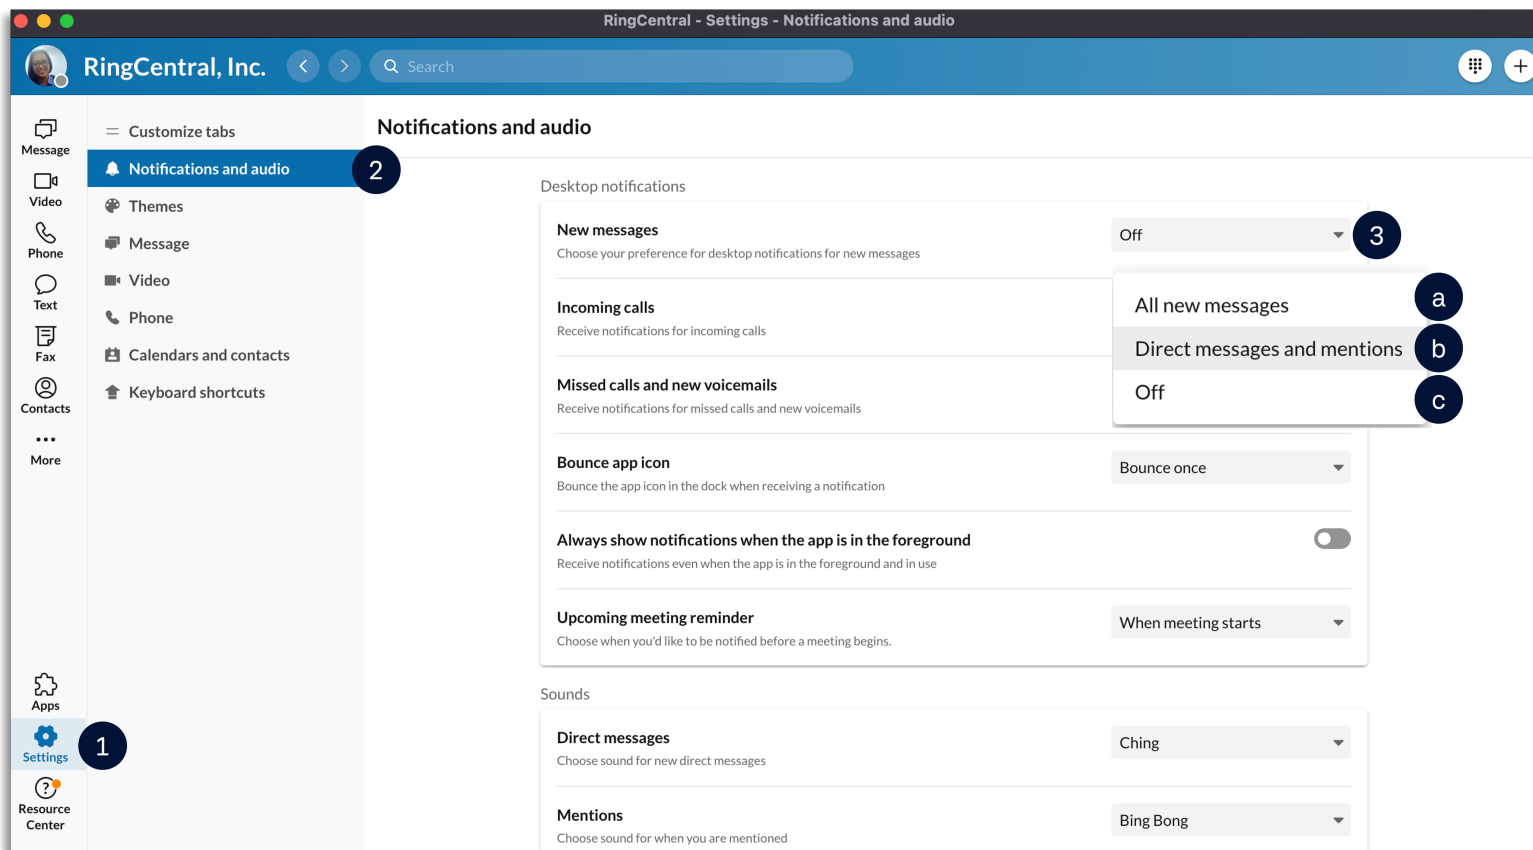 RingCentral - Settings - Notifications and audio
RingCentral, Inc.
Search
Message
Video
Phone
Text
Fax
Contacts
More
Apps
Settings
1
Resource
Center
Customize tabs
Notifications and audio
2
Themes
Message
Video
Phone
Calendars and contacts
Keyboard shortcuts
Notifications and audio
Desktop notifications
New messages
Choose your preference for desktop notifications for new messages
Off
3
All new messages
a
Direct messages and mentions
b
Off
c
Incoming calls
Receive notifications for incoming calls
Missed calls and new voicemails
Receive notifications for missed calls and new voicemails
Bounce app icon
Bounce the app icon in the dock when receiving a notification
Bounce once
Always show notifications when the app is in the foreground
Receive notifications even when the app is in the foreground and in use
Upcoming meeting reminder
Choose when you'd like to be notified before a meeting begins.
When meeting starts
Sounds
Direct messages
Choose sound for new direct messages
Ching
Mentions
Choose sound for when you are mentioned
Bing Bong